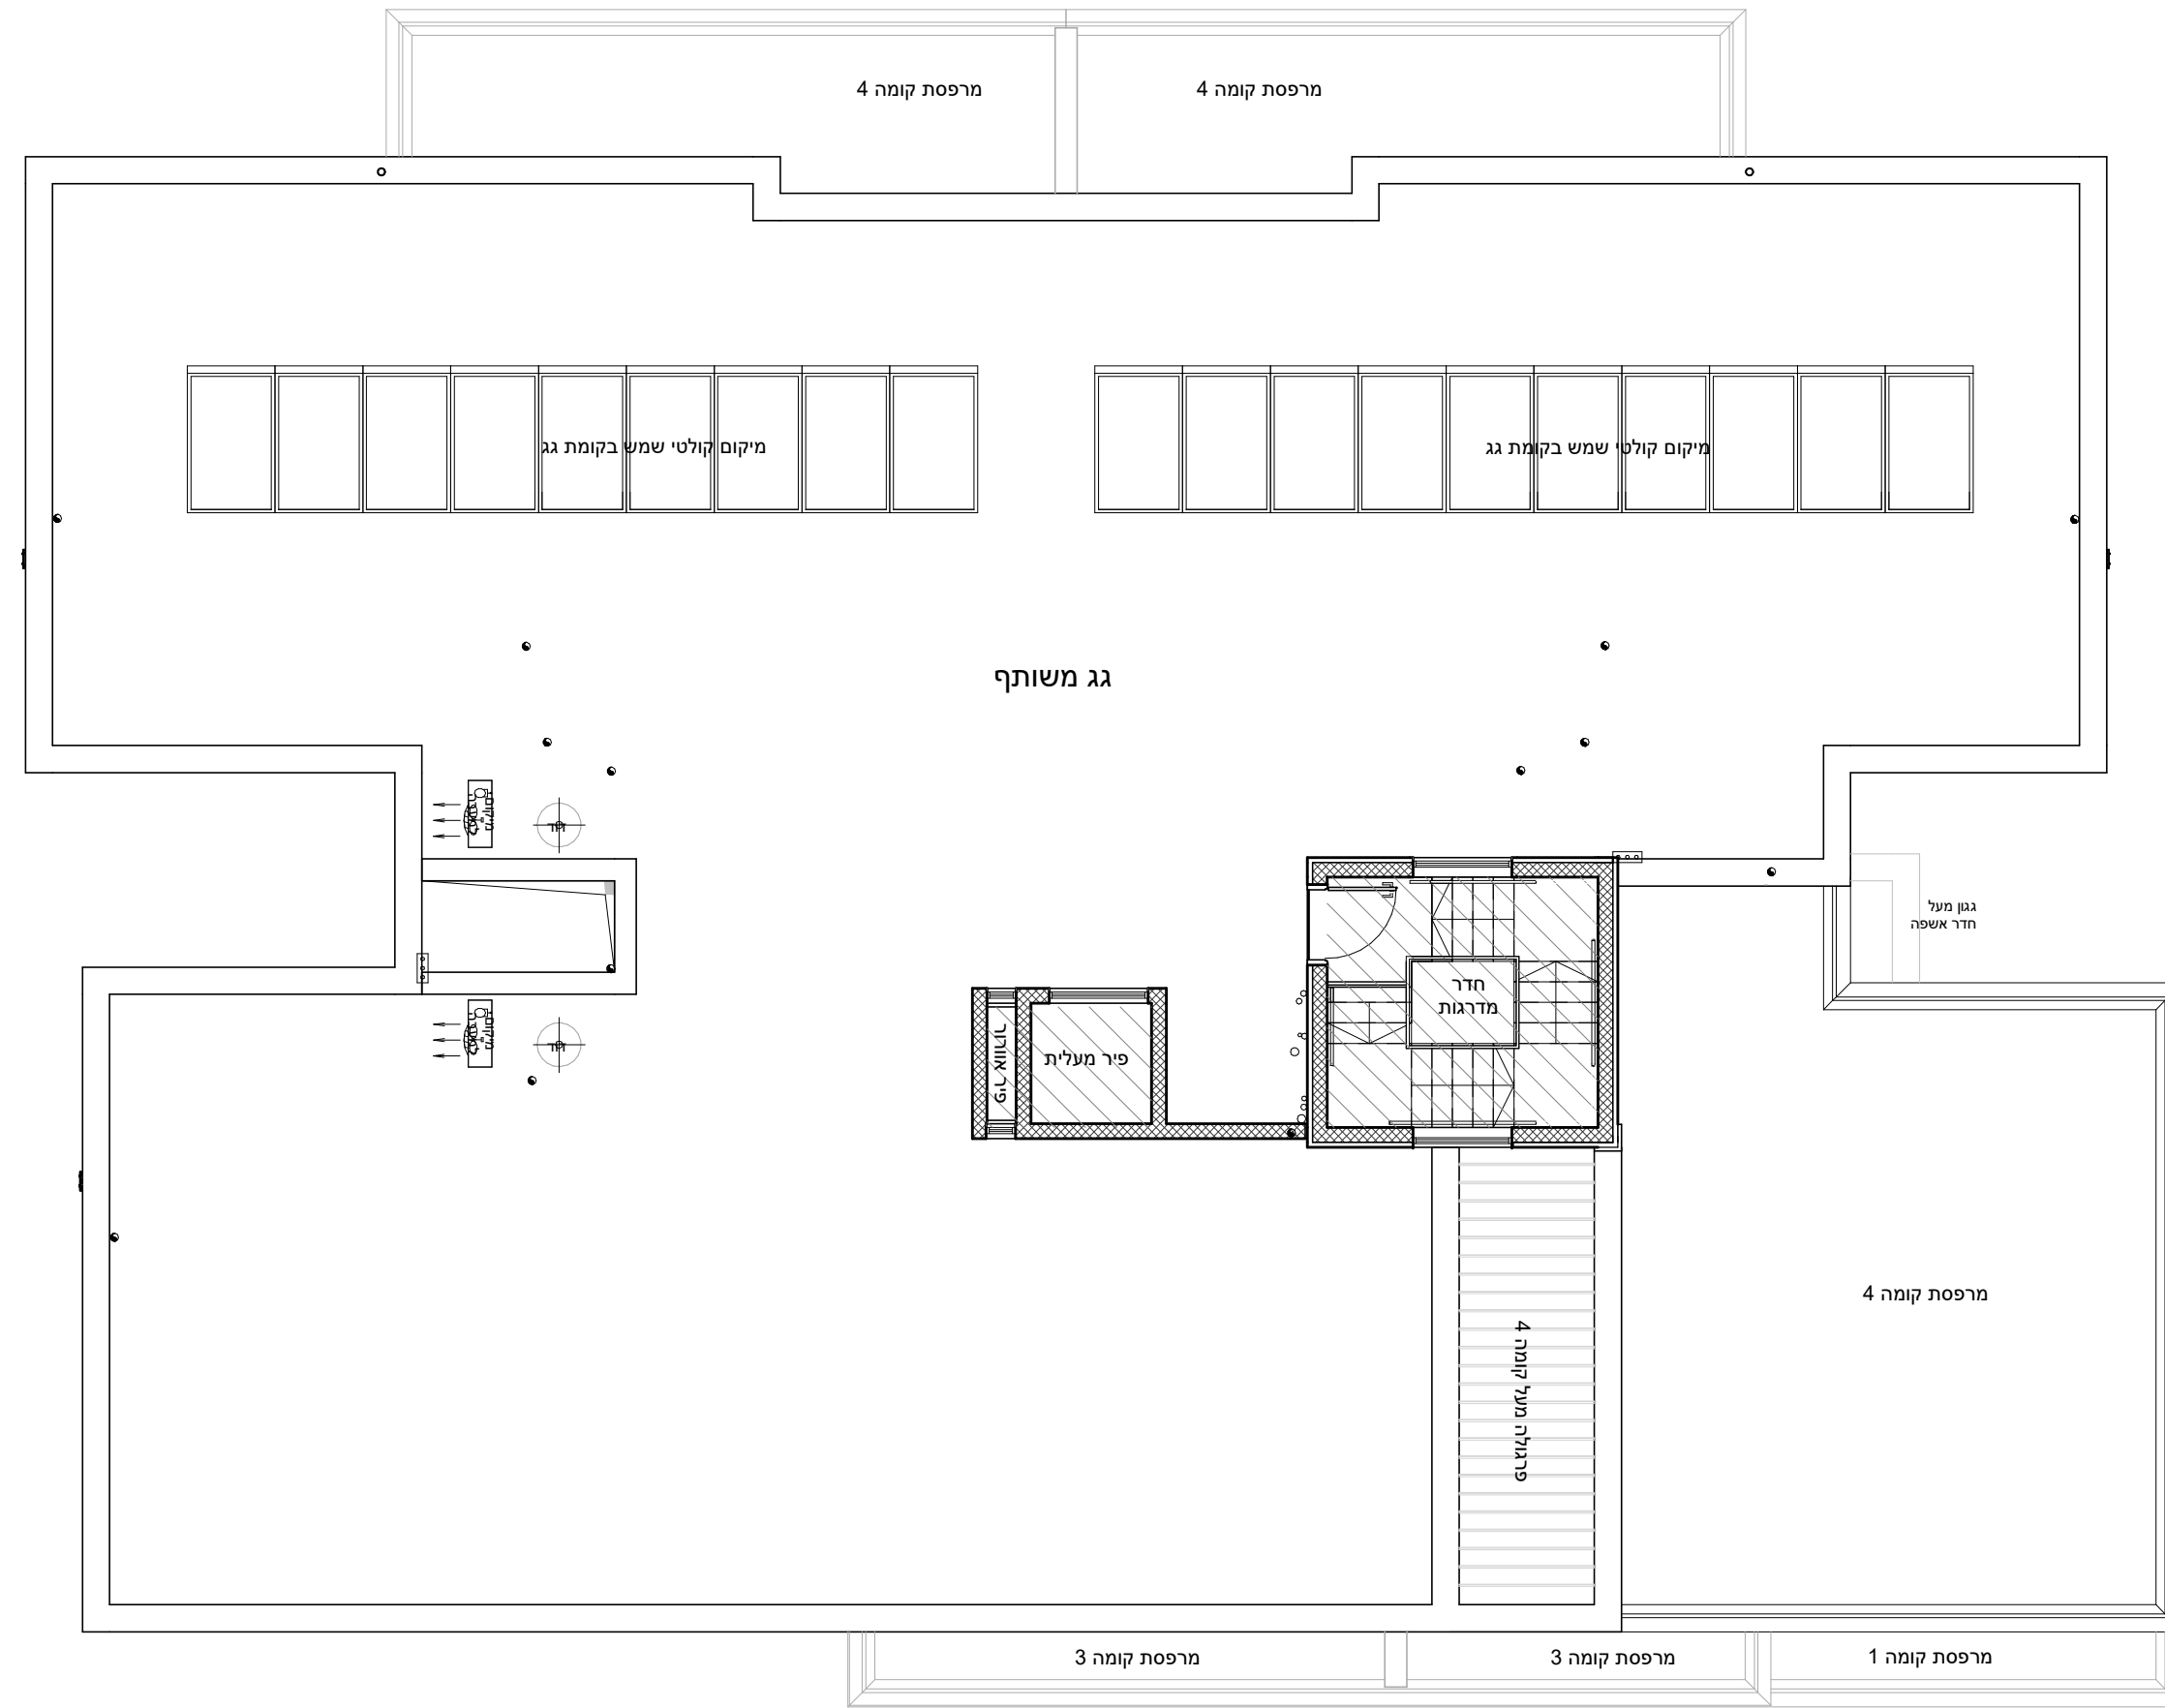 מרפסת קומה 4
מרפסת קומה 4
מיקום קולטי שמש בקומת גג
מיקום קולטי שמש בקומת גג
גג משותף
גגון מעל
חדר אשפה
חדר
מדרגות
פיר מעלית
פיר אוורור
מרפסת קומה 4
פרגולה מעל קומה 4
מרפסת קומה 3
מרפסת קומה 3
מרפסת קומה 1